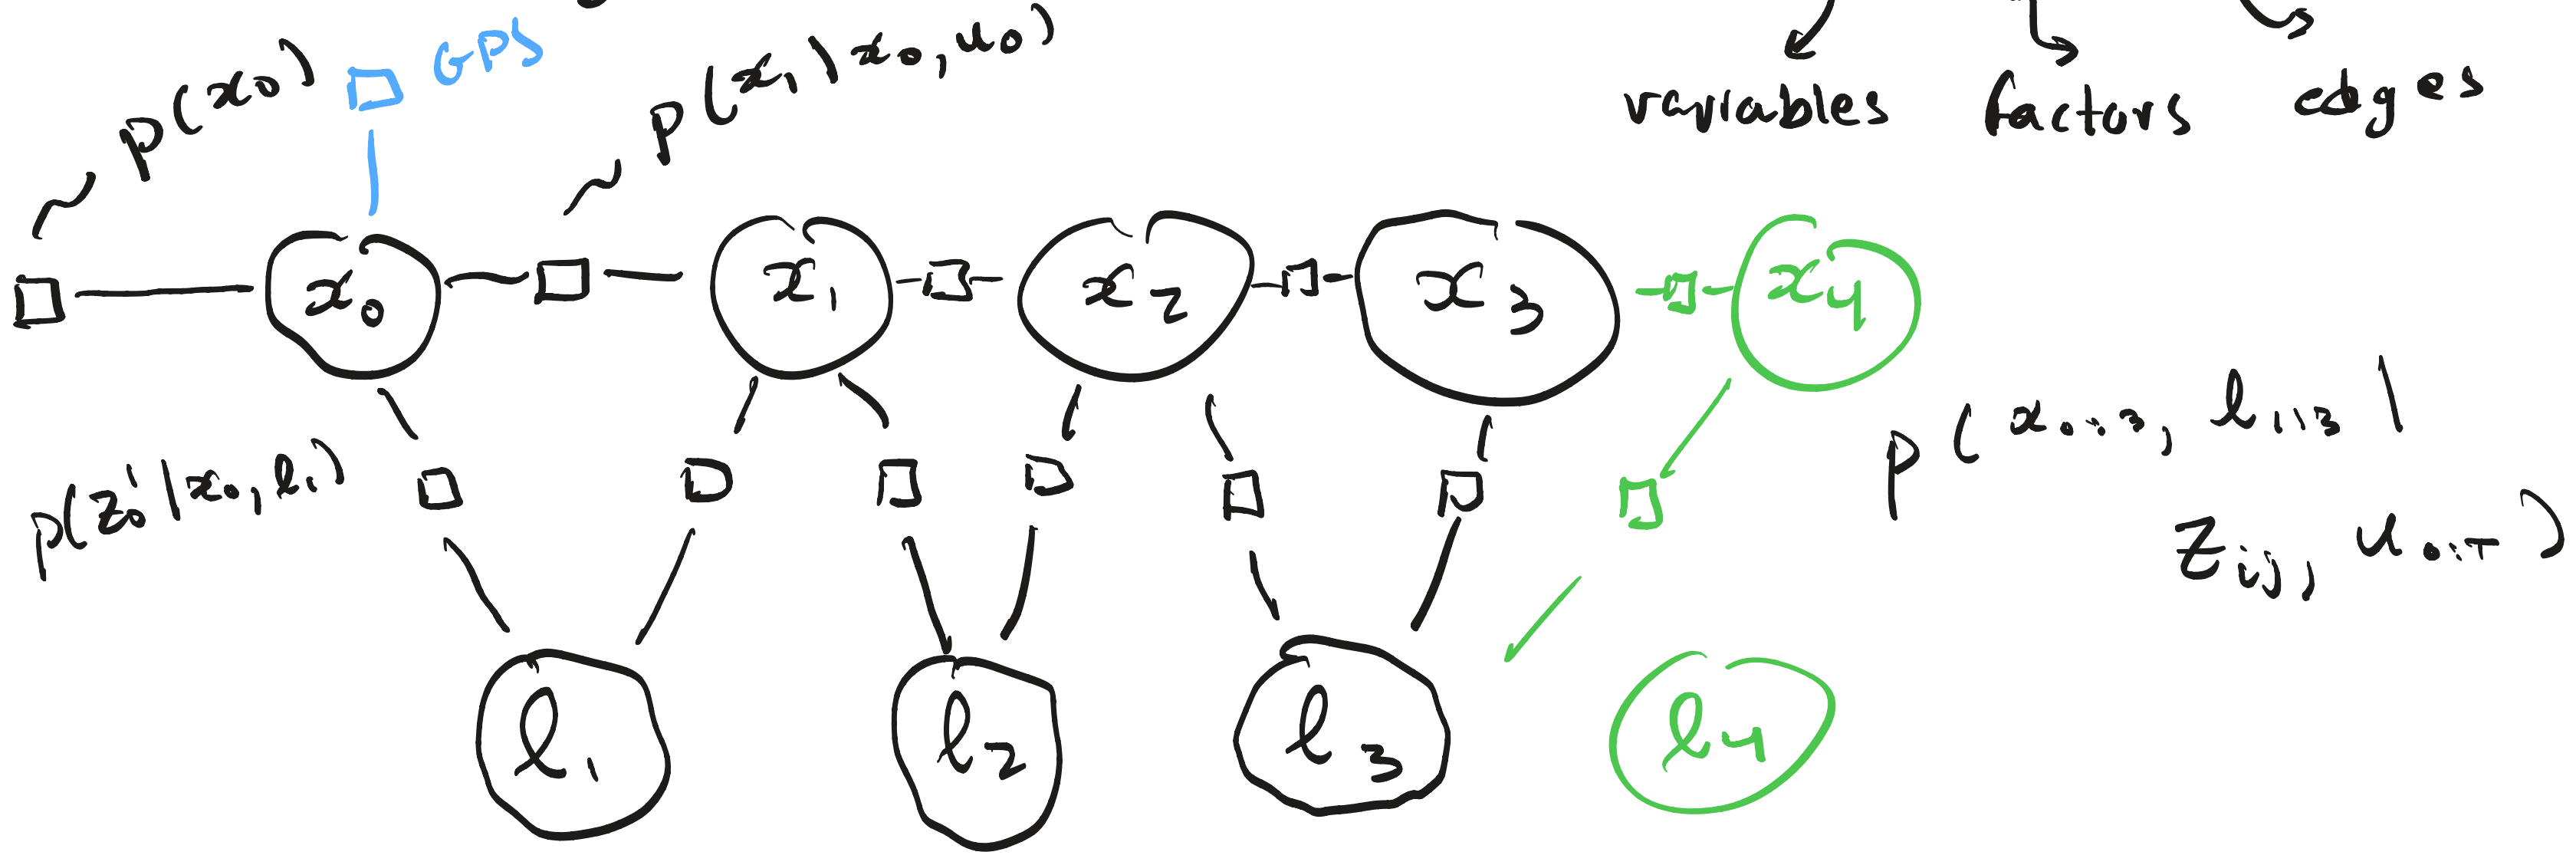 p(x₀)
GPS
p(x₁|x₀,u₀)
variables factors edges
x₀ x₁ x₂ x₃ x₄
p(z₀¹|x₀,l₁)
p(x₀:₃, l₁:₃ |
zᵢⱼ, u₀:T)
l₁ l₂ l₃ l₄